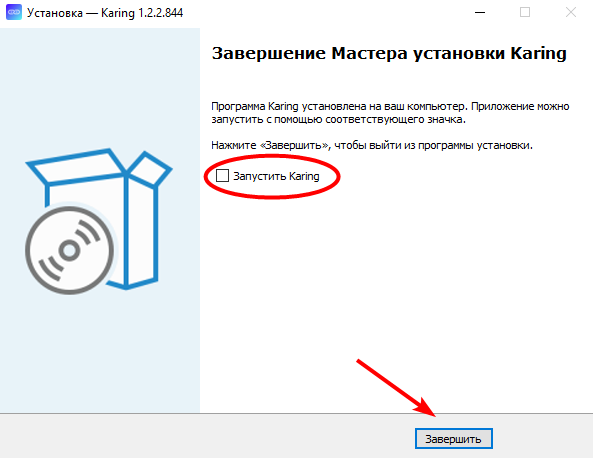 Установка — Karing 1.2.2.844
Завершение Мастера установки Karing
Программа Karing установлена на ваш компьютер. Приложение можно
запустить с помощью соответствующего значка.
Нажмите «Завершить», чтобы выйти из программы установки.
Запустить Karing
Завершить